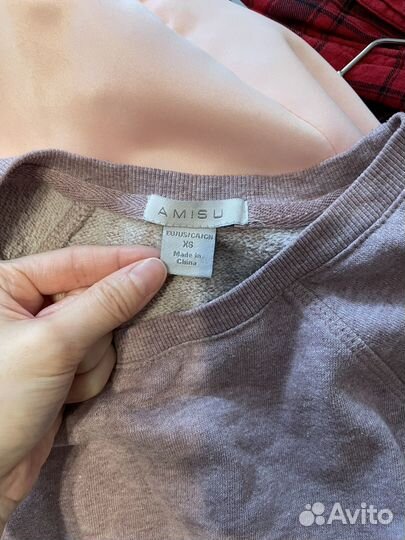 AMISU
EU/US/CA/CN
XS
Made in
China
Avito